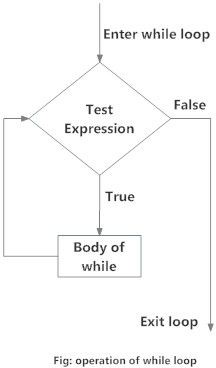 Enter while loop
Test
Expression
False
True
Body of
while
Exit loop
Fig: operation of while loop